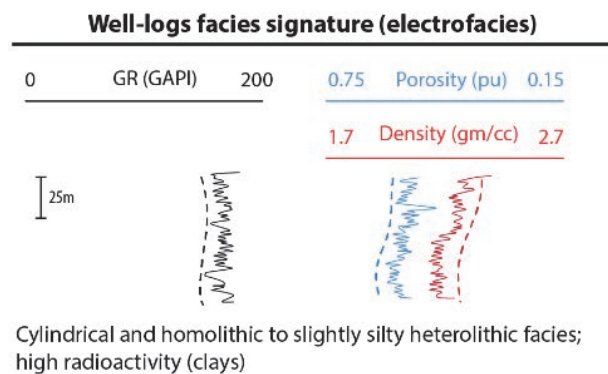 Well-logs facies signature (electrofacies)
0 GR (GAPI) 200
0.75 Porosity (pu) 0.15
1.7 Density (gm/cc) 2.7
25m
Cylindrical and homolithic to slightly silty heterolithic facies;
high radioactivity (clays)